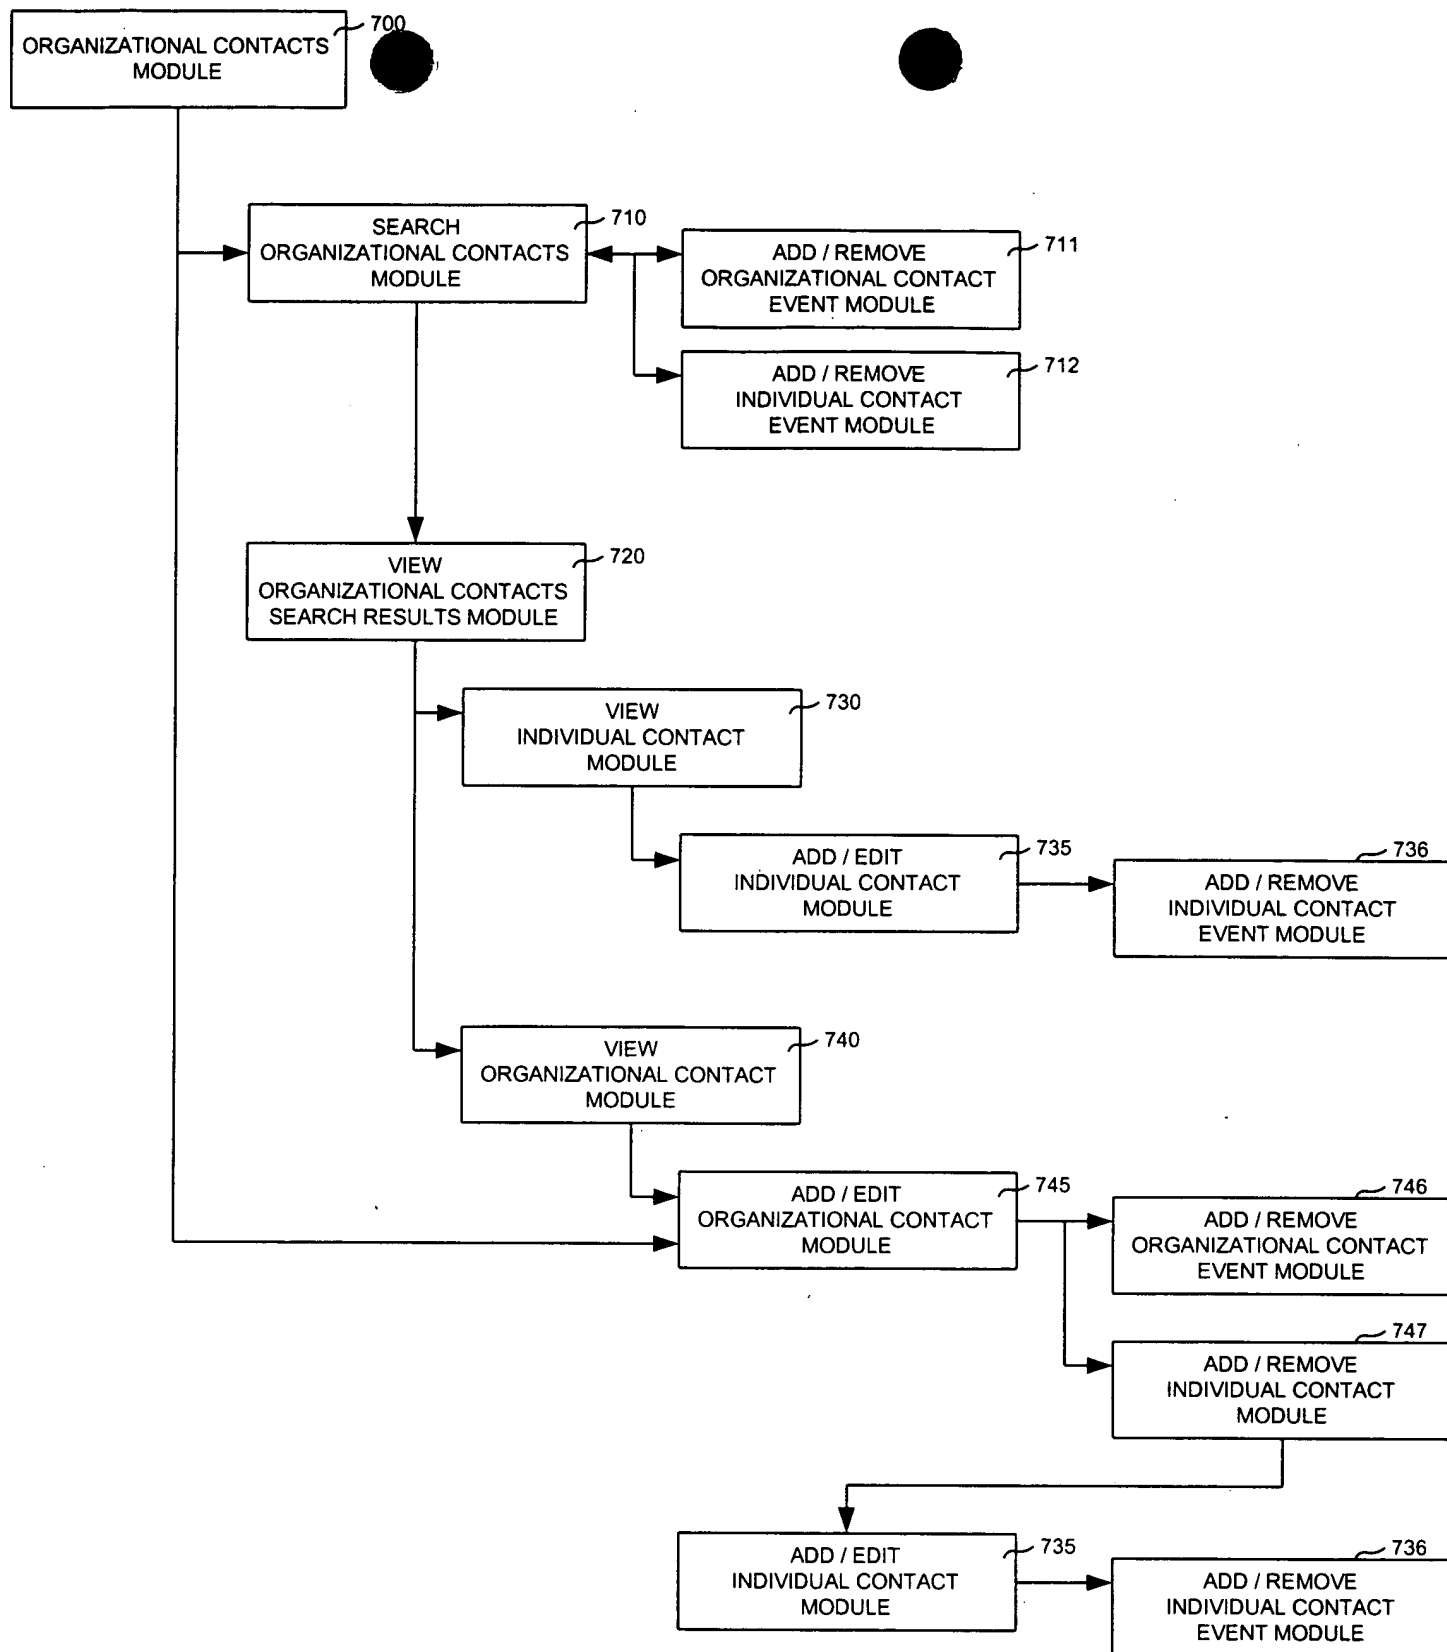 700
ORGANIZATIONAL CONTACTS
MODULE
710
SEARCH
ORGANIZATIONAL CONTACTS
MODULE
711
ADD / REMOVE
ORGANIZATIONAL CONTACT
EVENT MODULE
712
ADD / REMOVE
INDIVIDUAL CONTACT
EVENT MODULE
720
VIEW
ORGANIZATIONAL CONTACTS
SEARCH RESULTS MODULE
730
VIEW
INDIVIDUAL CONTACT
MODULE
735
ADD / EDIT
INDIVIDUAL CONTACT
MODULE
736
ADD / REMOVE
INDIVIDUAL CONTACT
EVENT MODULE
740
VIEW
ORGANIZATIONAL CONTACT
MODULE
745
ADD / EDIT
ORGANIZATIONAL CONTACT
MODULE
746
ADD / REMOVE
ORGANIZATIONAL CONTACT
EVENT MODULE
747
ADD / REMOVE
INDIVIDUAL CONTACT
MODULE
735
ADD / EDIT
INDIVIDUAL CONTACT
MODULE
736
ADD / REMOVE
INDIVIDUAL CONTACT
EVENT MODULE